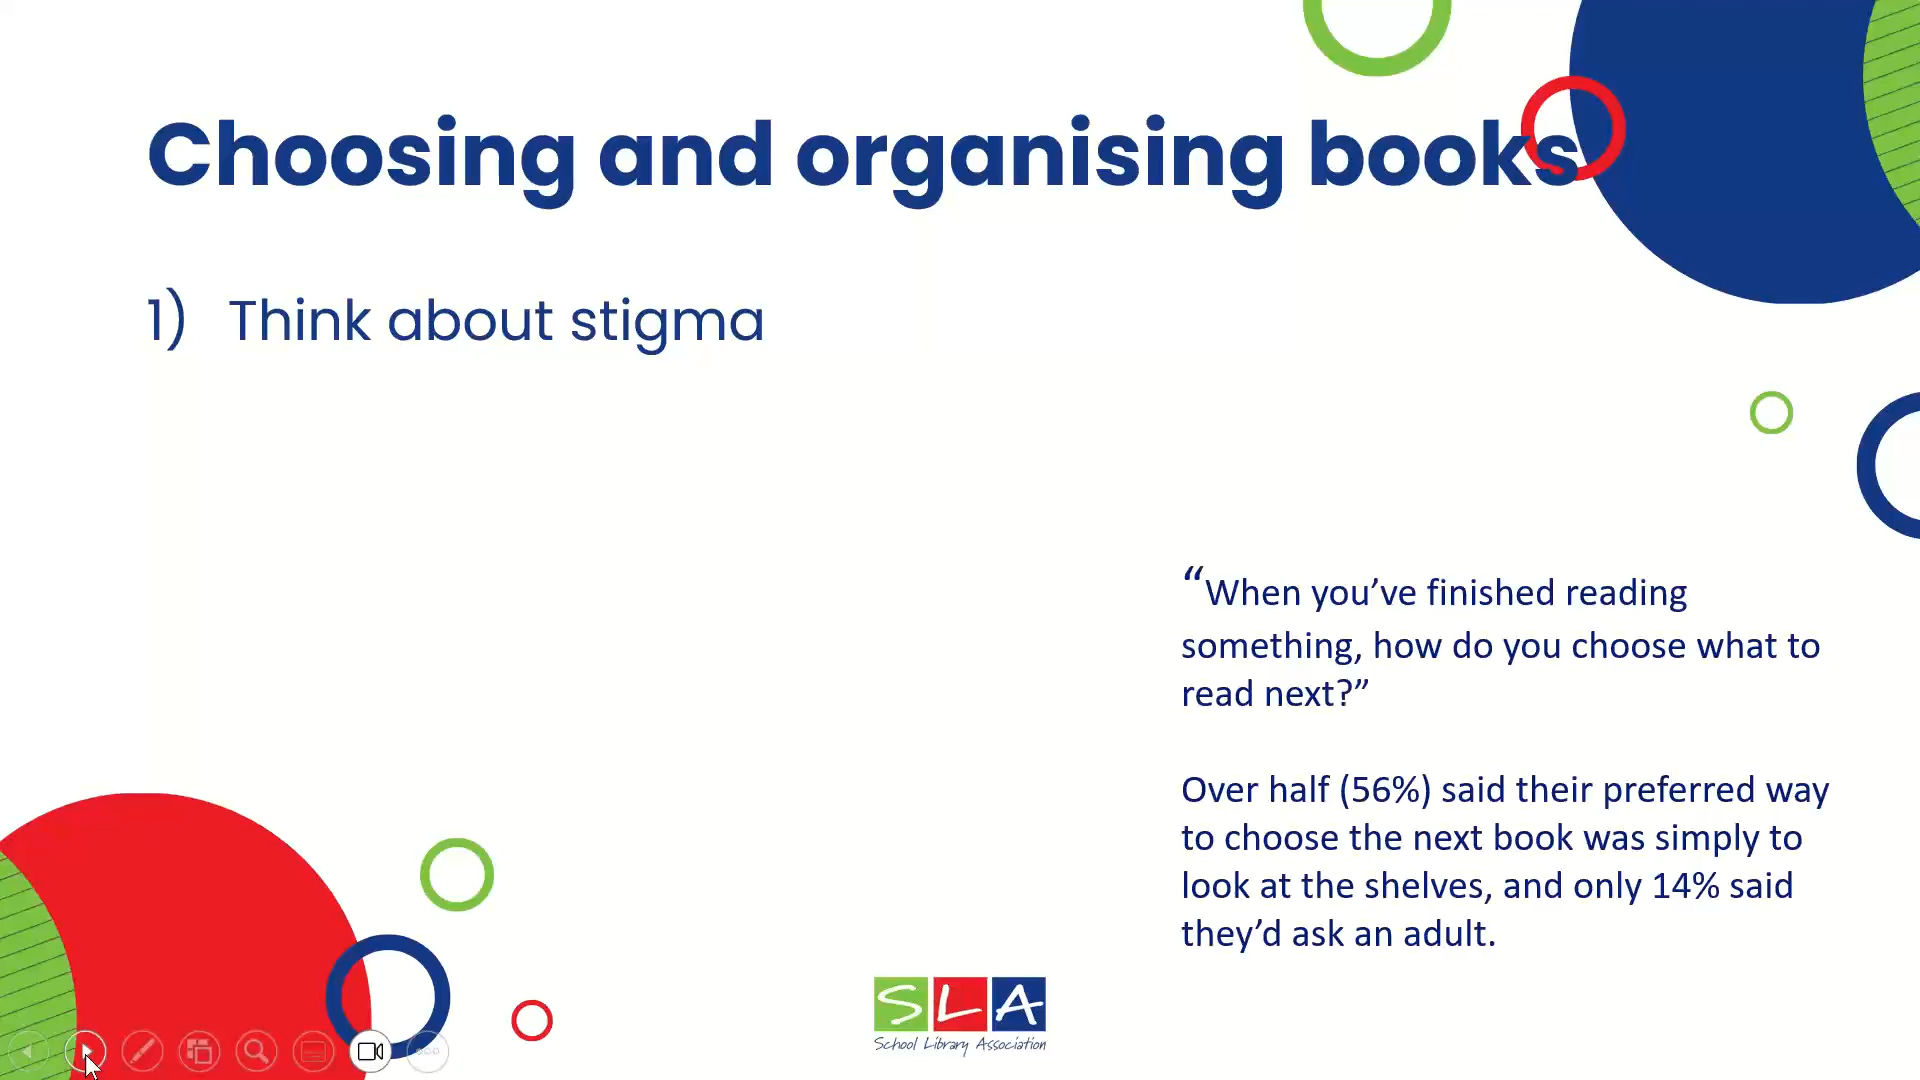 Choosing and organising books
1) Think about stigma
“When you’ve finished reading
something, how do you choose what to
read next?”
Over half (56%) said their preferred way
to choose the next book was simply to
look at the shelves, and only 14% said
they’d ask an adult.
SLA
School Library Association